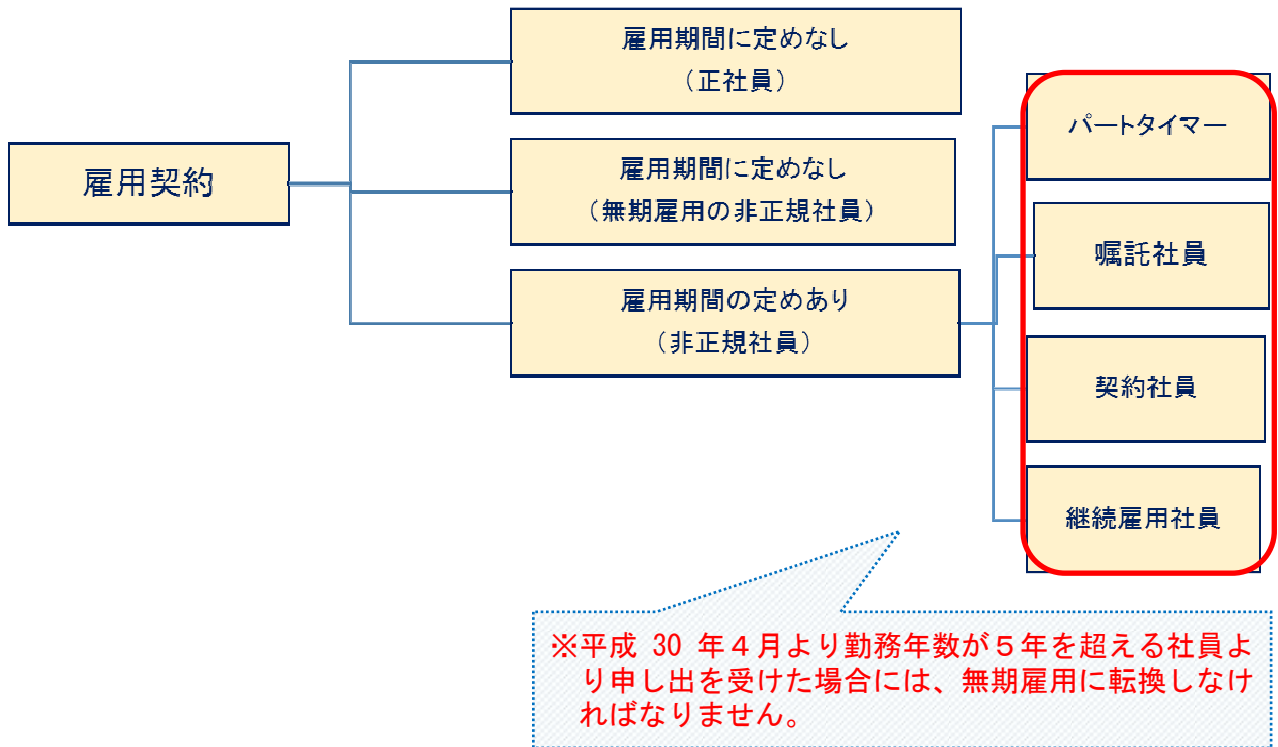 雇用契約
雇用期間に定めなし
（正社員）
雇用期間に定めなし
（無期雇用の非正規社員）
雇用期間の定めあり
（非正規社員）
パートタイマー
嘱託社員
契約社員
継続雇用社員
※平成 30 年４月より勤務年数が５年を超える社員よ
り申し出を受けた場合には、無期雇用に転換しなけ
ればなりません。